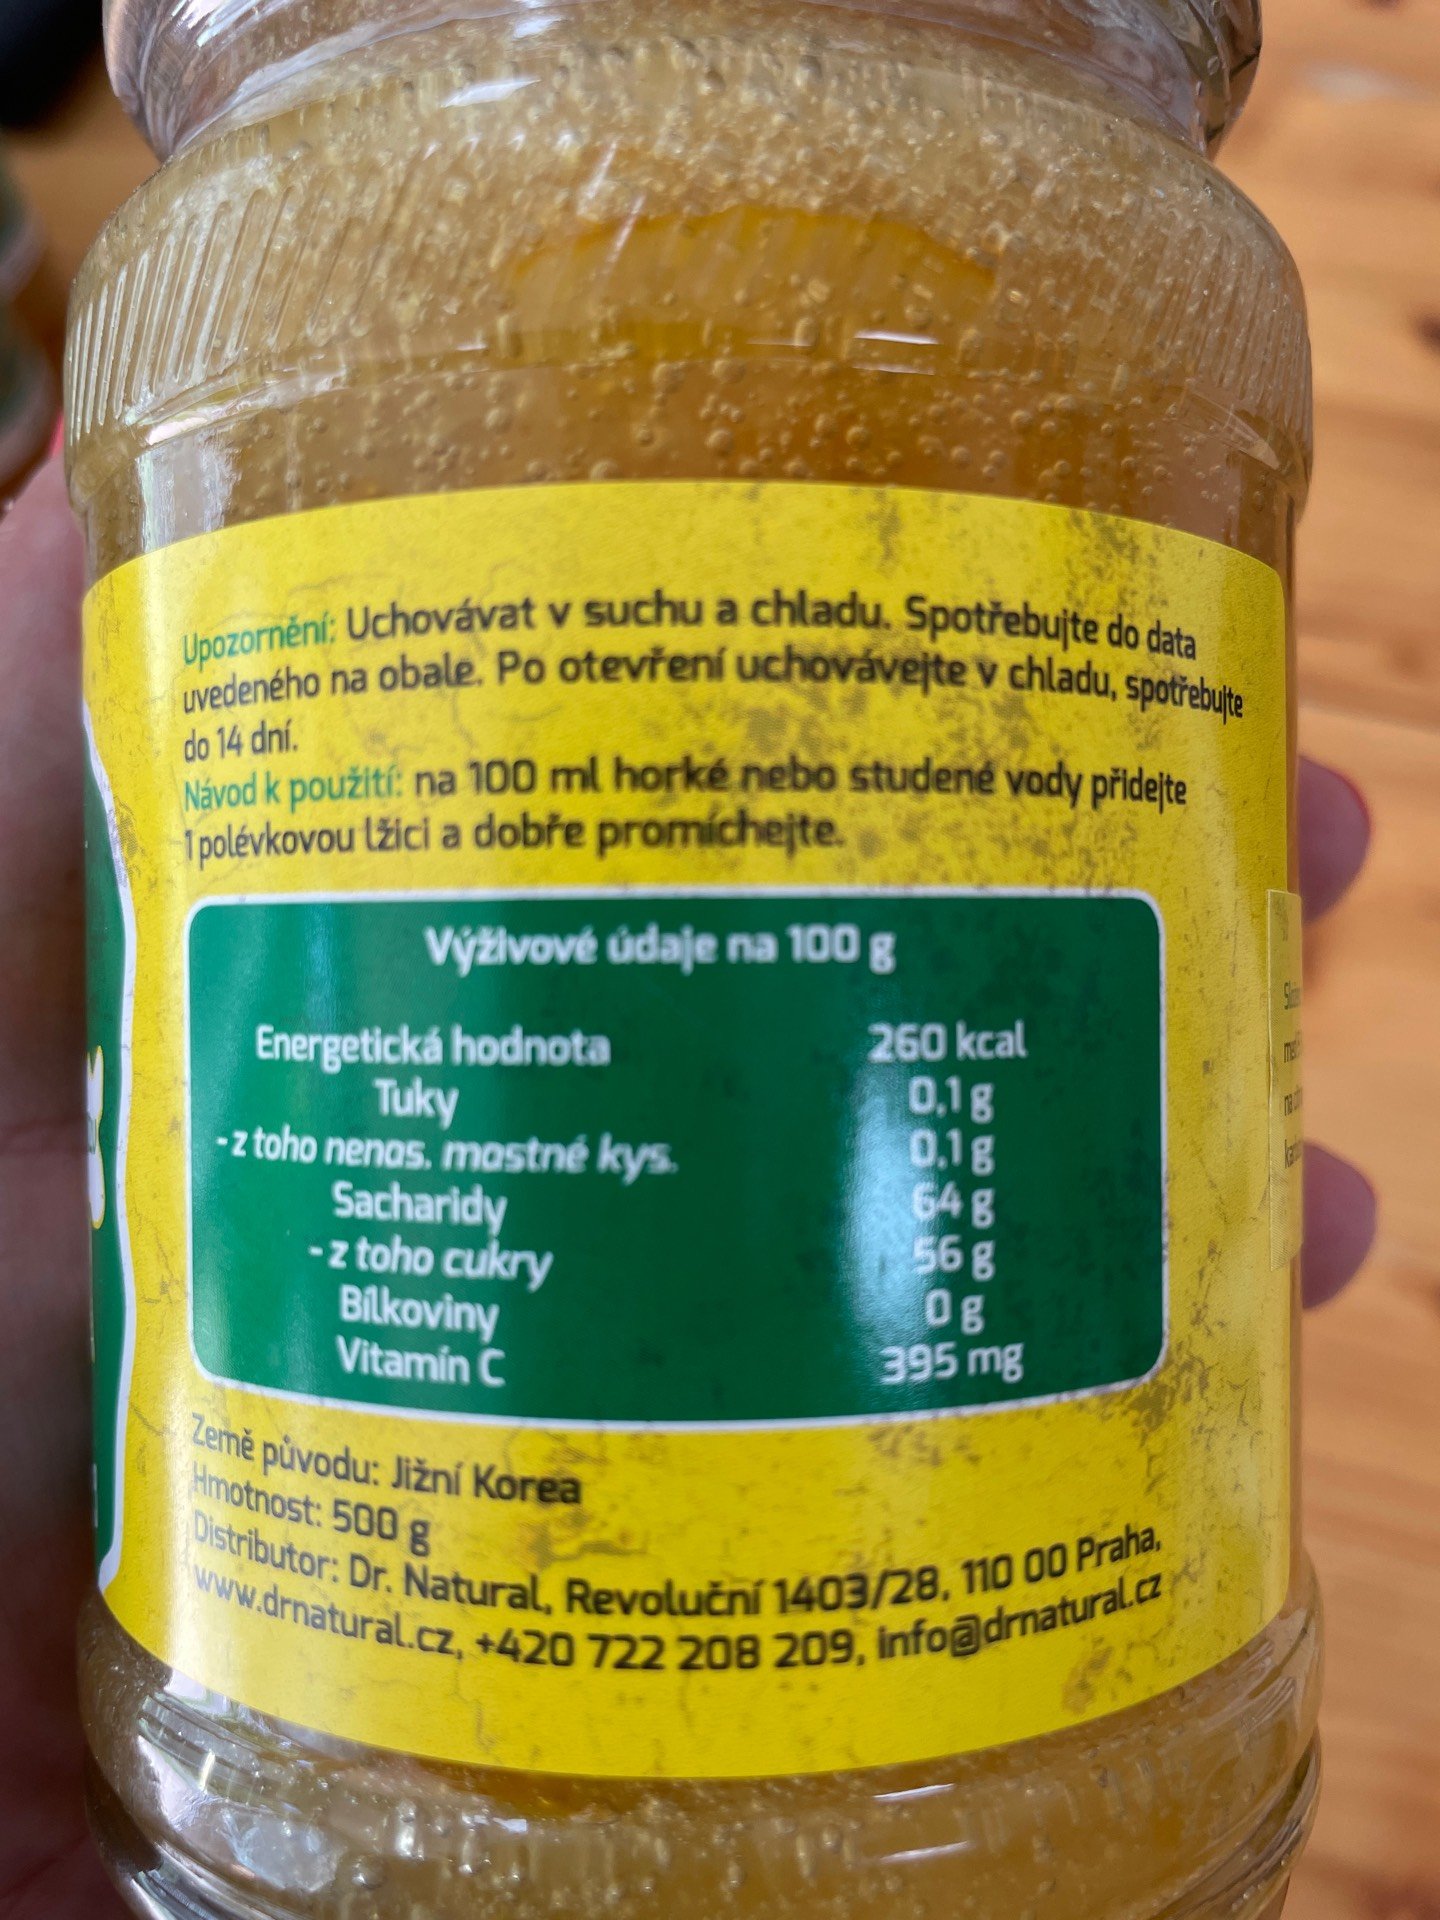 Upozornění: Uchovávat v suchu a chladu. Spotřebujte do data
uvedeného na obale. Po otevření uchovávejte v chladu, spotřebujte
do 14 dní.
Návod k použití: na 100 ml horké nebo studené vody přidejte
1 polévkovou lžíci a dobře promíchejte.
Výživové údaje na 100 g
Energetická hodnota 260 kcal
Tuky 0,1 g
- z toho nenas. mastné kys. 0,1 g
Sacharidy 64 g
- z toho cukry 56 g
Bílkoviny 0 g
Vitamín C 395 mg
Země původu: Jižní Korea
Hmotnost: 500 g
Distributor: Dr. Natural, Revoluční 1403/28, 110 00 Praha,
www.drnatural.cz, +420 722 208 209, info@drnatural.cz